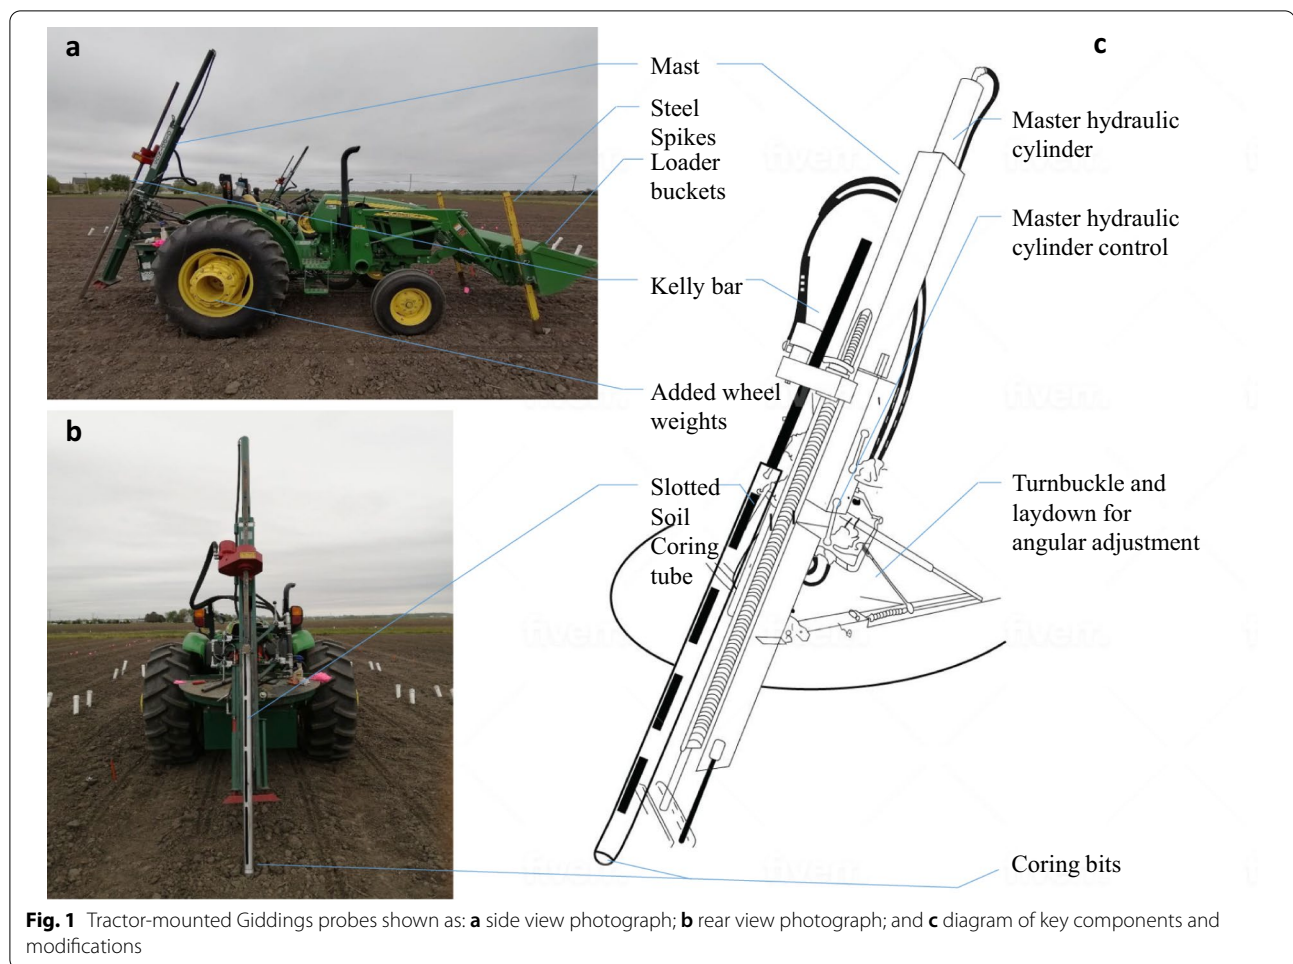 a
c
Mast
Steel
Spikes
Loader
buckets
Master hydraulic
cylinder
Master hydraulic
cylinder control
Kelly bar
Added wheel
weights
b
Slotted
Soil
Coring
tube
Turnbuckle and
laydown for
angular adjustment
Coring bits
Fig. 1 Tractor-mounted Giddings probes shown as: a side view photograph; b rear view photograph; and c diagram of key components and
modifications